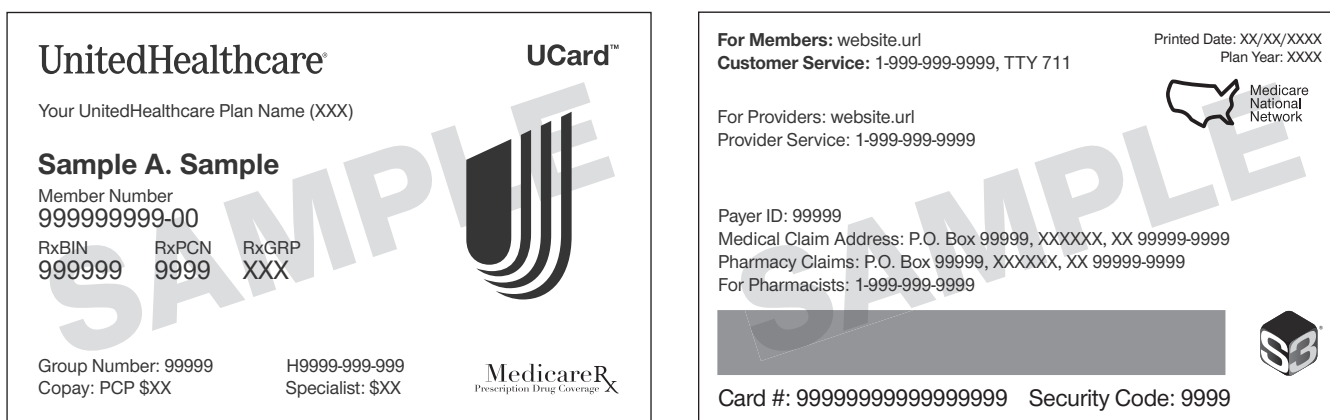 UnitedHealthcare®
UCard™
Your UnitedHealthcare Plan Name (XXX)
Sample A. Sample
Member Number
999999999-00
RxBIN RxPCN RxGRP
999999 9999 XXX
Group Number: 99999 H9999-999-999
Copay: PCP $XX Specialist: $XX
MedicareRx
Prescription Drug Coverage
SAMPLE
For Members: website.url
Customer Service: 1-999-999-9999, TTY 711
Printed Date: XX/XX/XXXX
Plan Year: XXXX
Medicare
National
Network
For Providers: website.url
Provider Service: 1-999-999-9999
Payer ID: 99999
Medical Claim Address: P.O. Box 99999, XXXXXX, XX 99999-9999
Pharmacy Claims: P.O. Box 99999, XXXXXX, XX 99999-9999
For Pharmacists: 1-999-999-9999
S3®
Card #: 99999999999999999 Security Code: 9999
SAMPLE